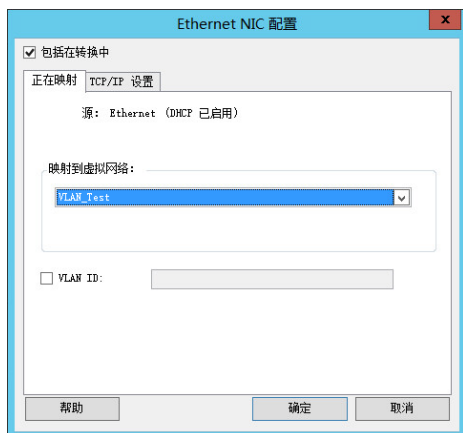 Ethernet NIC 配置
包括在转换中
正在映射 TCP/IP 设置
源: Ethernet (DHCP 已启用)
映射到虚拟网络:
VLAN_Test
VLAN ID:
帮助 确定 取消